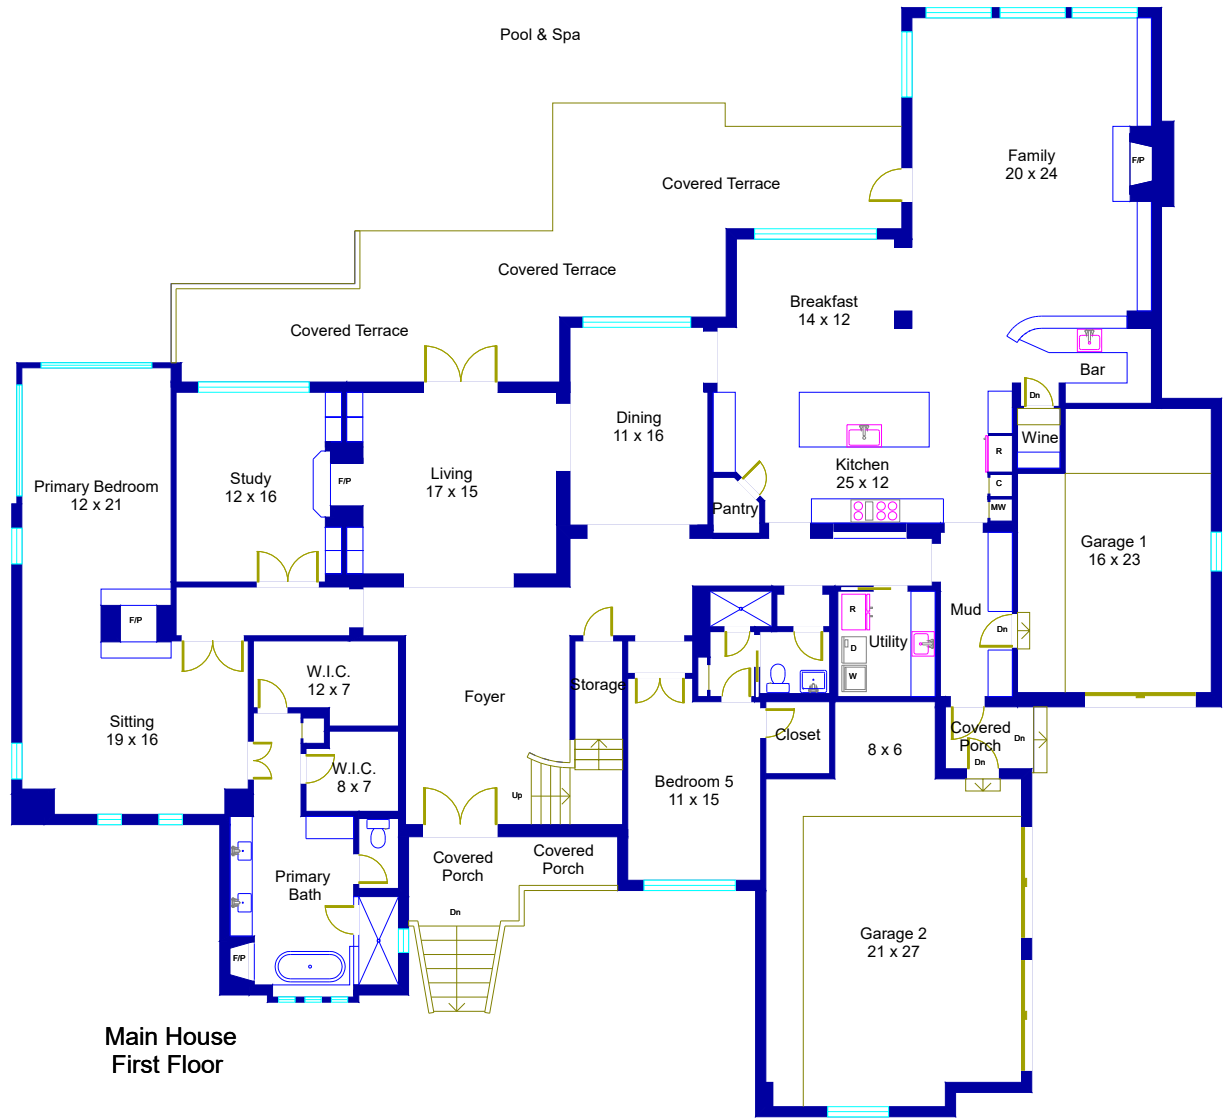 Pool & Spa
Family
20 x 24
F/P
Covered Terrace
Covered Terrace
Covered Terrace
Breakfast
14 x 12
Bar
Dn
Wine
Dining
11 x 16
Living
17 x 15
Study
12 x 16
F/P
Primary Bedroom
12 x 21
Kitchen
25 x 12
R
C
MW
Pantry
Garage 1
16 x 23
Mud
Dn
R
Utility
D
W
F/P
W.I.C.
12 x 7
Storage
Foyer
Sitting
19 x 16
W.I.C.
8 x 7
Up
Bedroom 5
11 x 15
Closet
8 x 6
Covered
Porch
Dn
Dn
Covered
Porch
Covered
Porch
Dn
Primary
Bath
F/P
Garage 2
21 x 27
Main House
First Floor